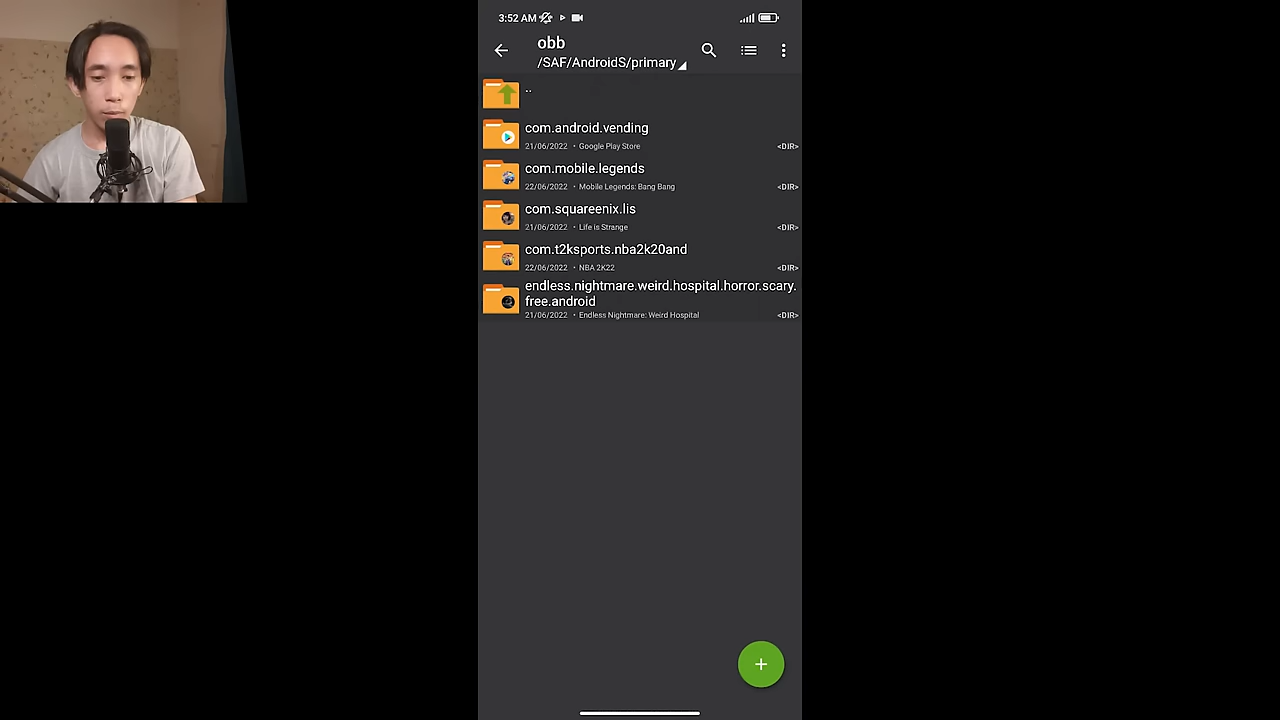 3:52 AM
obb
/SAF/AndroidS/primary
..
com.android.vending
21/06/2022 • Google Play Store <DIR>
com.mobile.legends
22/06/2022 • Mobile Legends: Bang Bang <DIR>
com.squareenix.lis
21/06/2022 • Life is Strange <DIR>
com.t2ksports.nba2k20and
22/06/2022 • NBA 2K22 <DIR>
endless.nightmare.weird.hospital.horror.scary.
free.android
21/06/2022 • Endless Nightmare: Weird Hospital <DIR>